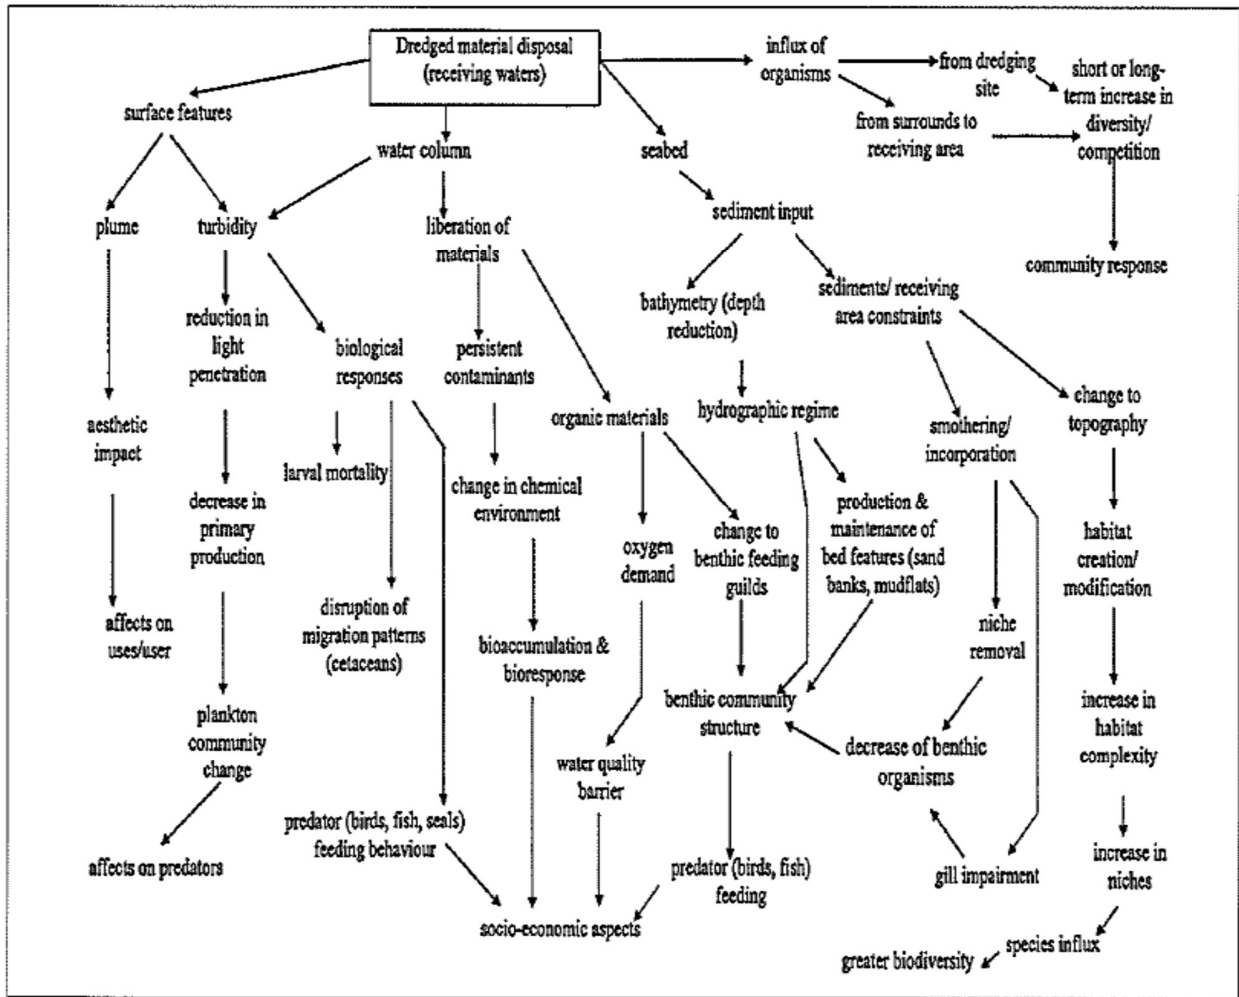 Dredged material disposal
(receiving waters)
influx of
organisms
from dredging
site
short or long-
term increase in
diversity/
competition
surface features
from surrounds to
receiving area
water column
seabed
plume
turbidity
liberation of
materials
sediment input
community response
bathymetry (depth
reduction)
sediments/ receiving
area constraints
reduction in
light
penetration
biological
responses
persistent
contaminants
aesthetic
impact
organic materials
hydrographic regime
smothering/
incorporation
change to
topography
larval mortality
decrease in
primary
production
change in chemical
environment
oxygen
demand
change to
benthic feeding
guilds
production &
maintenance of
bed features (sand
banks, mudflats)
habitat
creation/
modification
affects on
uses/user
disruption of
migration patterns
(cetaceans)
bioaccumulation &
bioresponse
niche
removal
plankton
community
change
benthic community
structure
increase in
habitat
complexity
water quality
barrier
decrease of benthic
organisms
affects on predators
predator (birds, fish, seals)
feeding behaviour
predator (birds, fish)
feeding
gill impairment
increase in
niches
socio-economic aspects
species influx
greater biodiversity